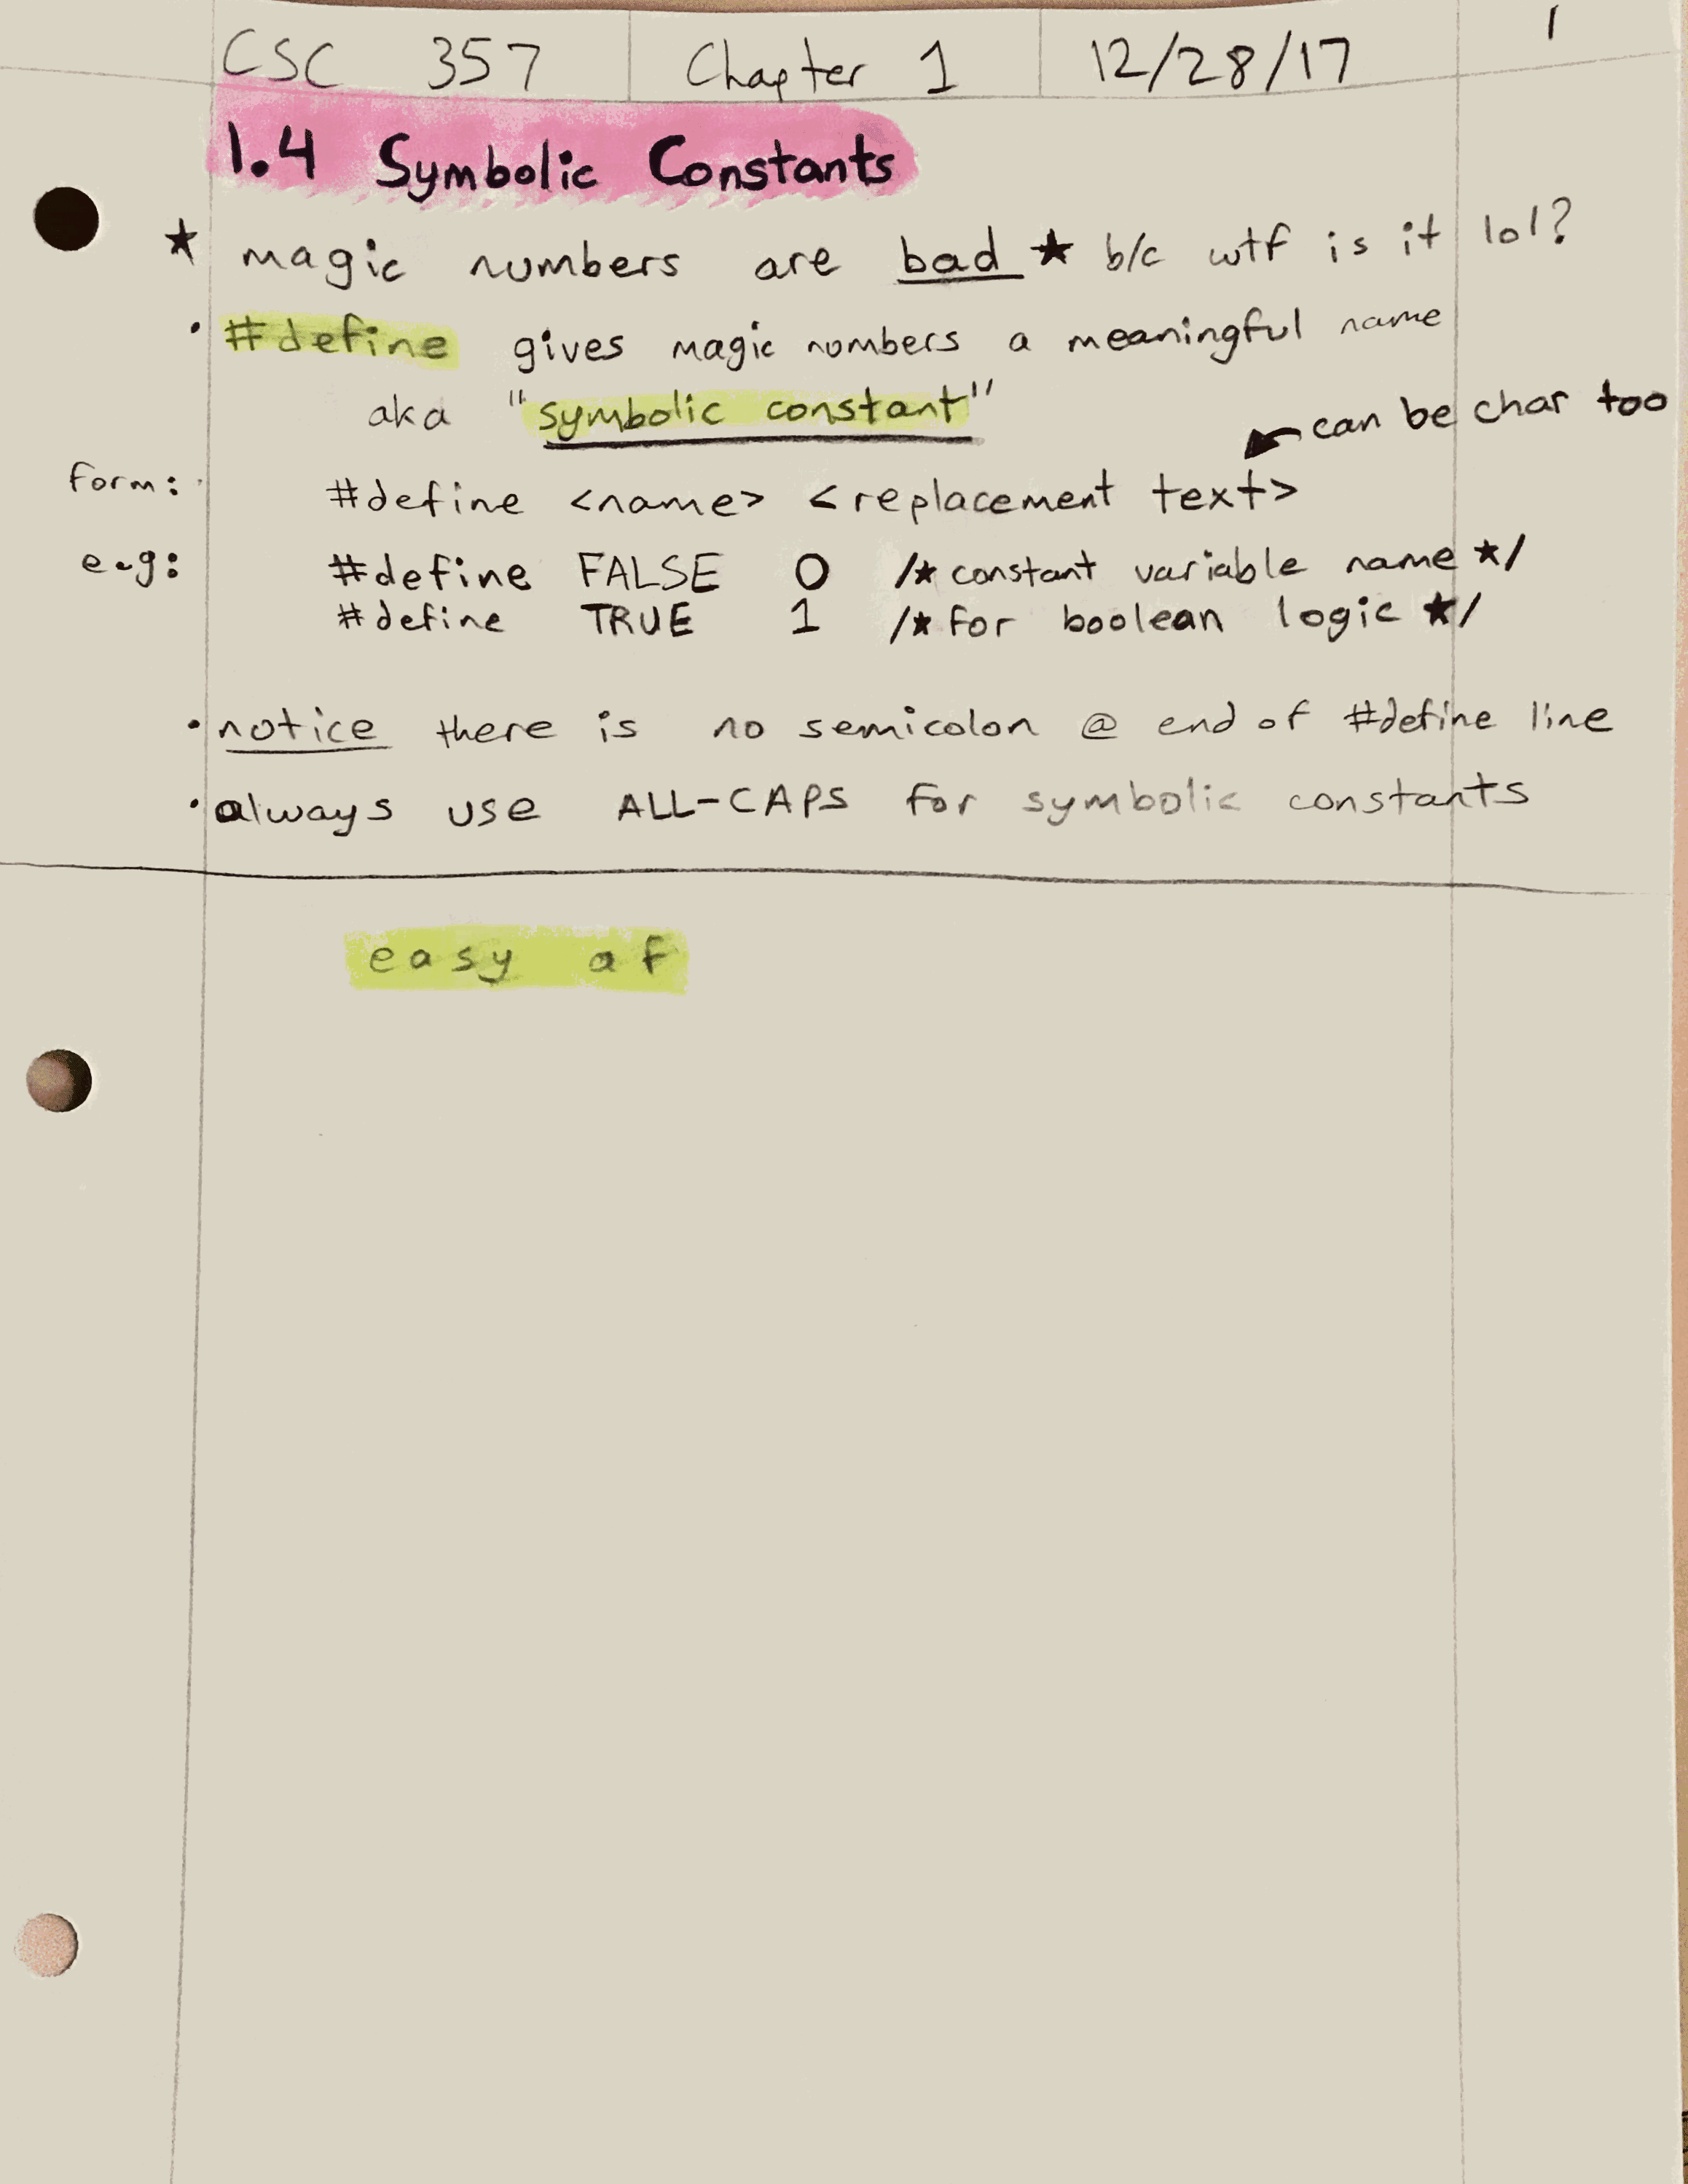 CSC 357 Chapter 1 12/28/17 1
1.4 Symbolic Constants
★ magic numbers are bad ★ b/c wtf is it lol?
• #define gives magic numbers a meaningful name
aka "symbolic constant"
can be char too
form: #define <name> <replacement text>
e.g: #define FALSE 0 /* constant variable name */
#define TRUE 1 /* for boolean logic */
• notice there is no semicolon @ end of #define line
• always use ALL-CAPS for symbolic constants
easy af